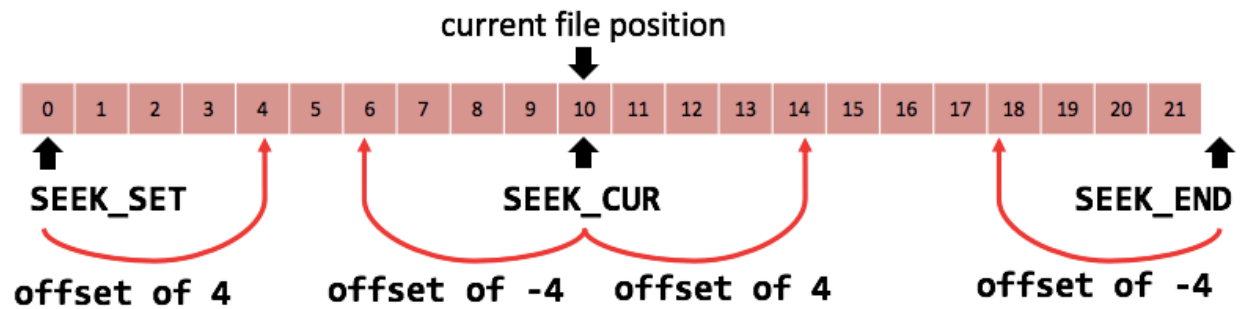 current file position
0 1 2 3 4 5 6 7 8 9 10 11 12 13 14 15 16 17 18 19 20 21
SEEK_SET SEEK_CUR SEEK_END
offset of 4 offset of -4 offset of 4 offset of -4